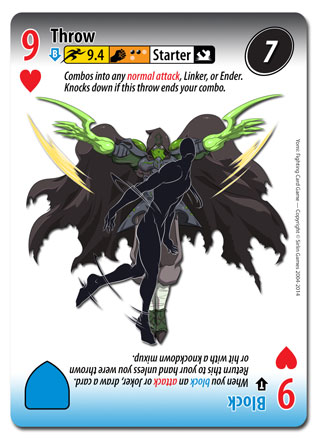 9 Throw
B 9.4 Starter 7
Combos into any normal attack, Linker, or Ender.
Knocks down if this throw ends your combo.
Yomi: Fighting Card Game — Copyright © Sirlin Games 2004-2014
9 Block
When you block an attack or Joker, draw a card.
Return this to your hand unless you were thrown
or hit with a knockdown mixup.